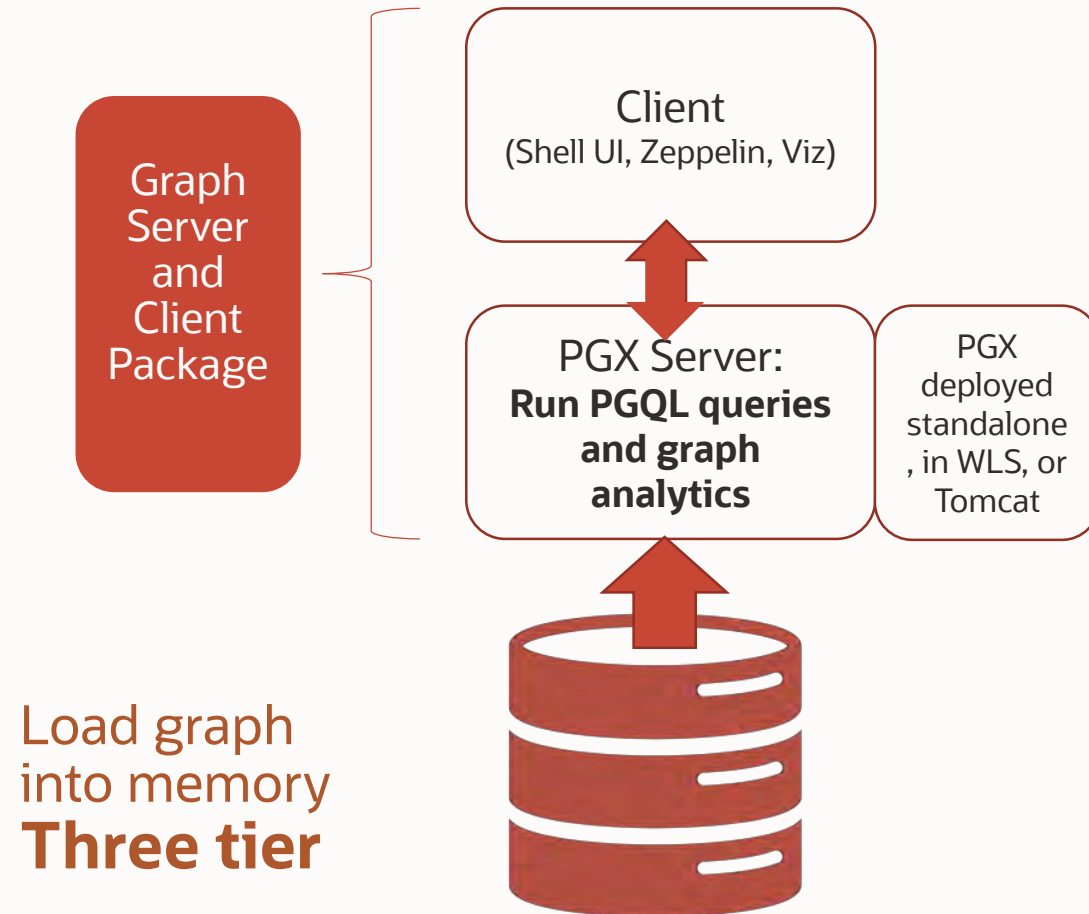 Graph
Server
and
Client
Package
Client
(Shell UI, Zeppelin, Viz)
PGX Server:
Run PGQL queries
and graph
analytics
PGX
deployed
standalone
, in WLS, or
Tomcat
Load graph
into memory
Three tier